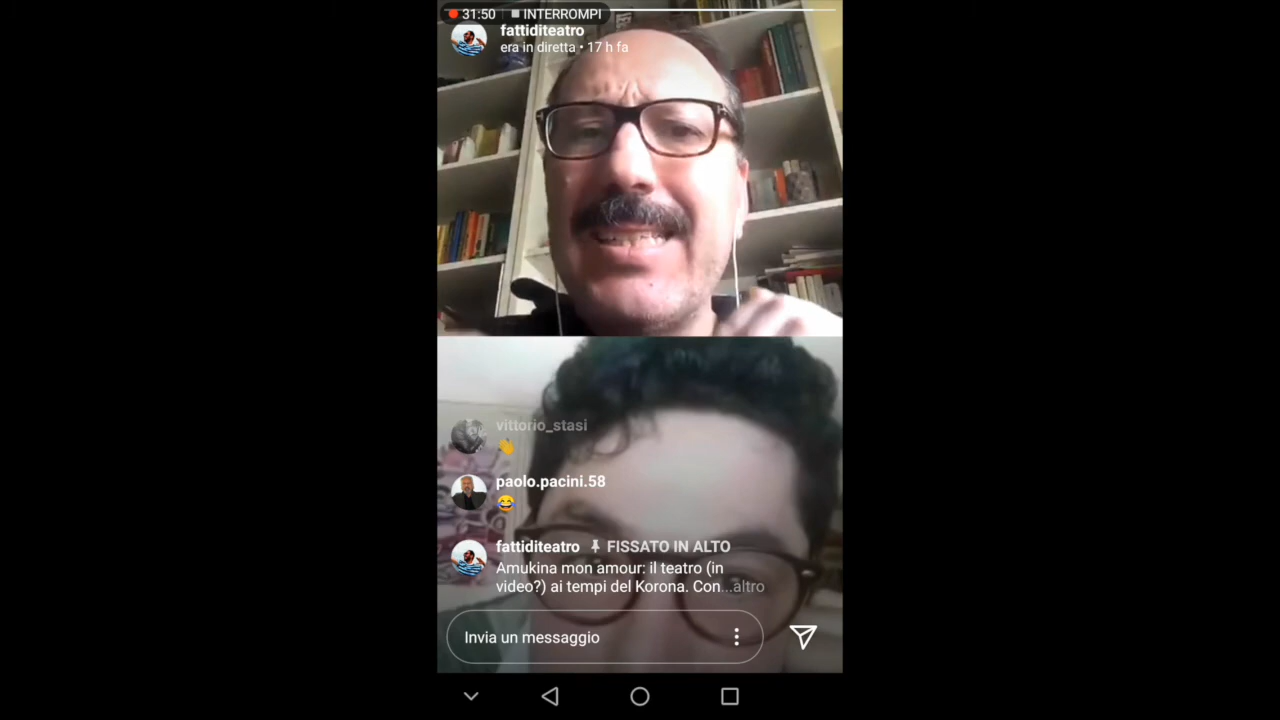 31:50 INTERROMPI
fattiditeatro
era in diretta • 17 h fa
vittorio_stasi
👏
paolo.pacini.58
😂
fattiditeatro FISSATO IN ALTO
Amukina mon amour: il teatro (in
video?) ai tempi del Korona. Con...altro
Invia un messaggio